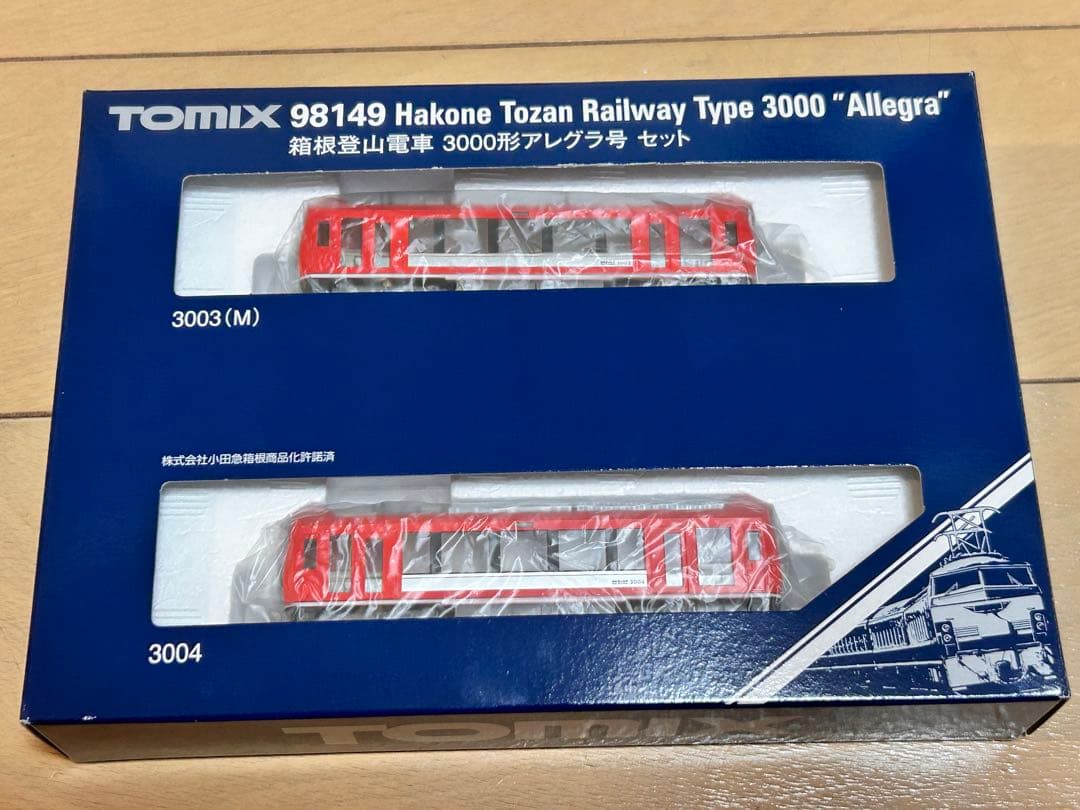 TOMIX 98149 Hakone Tozan Railway Type 3000 "Allegra"
箱根登山電車 3000形アレグラ号 セット
3003(M)
株式会社小田急箱根商品化許諾済
3004
3004
TOMIX